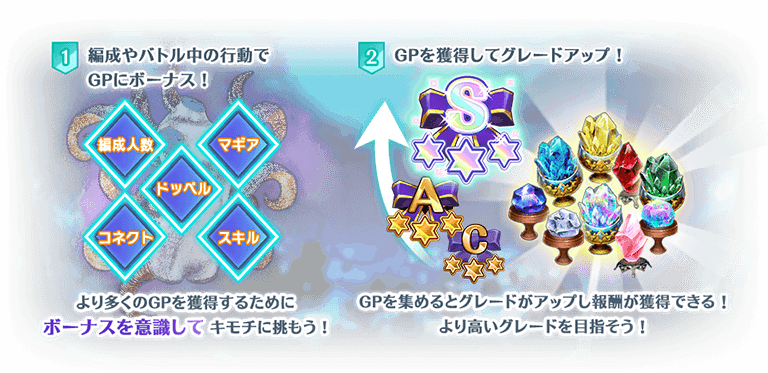 1 編成やバトル中の行動で
GPにボーナス！
編成人数
マギア
ドッペル
コネクト
スキル
より多くのGPを獲得するために
ボーナスを意識して キモチに挑もう！
2 GPを獲得してグレードアップ！
S
A
C
GPを集めるとグレードがアップし報酬が獲得できる！
より高いグレードを目指そう！